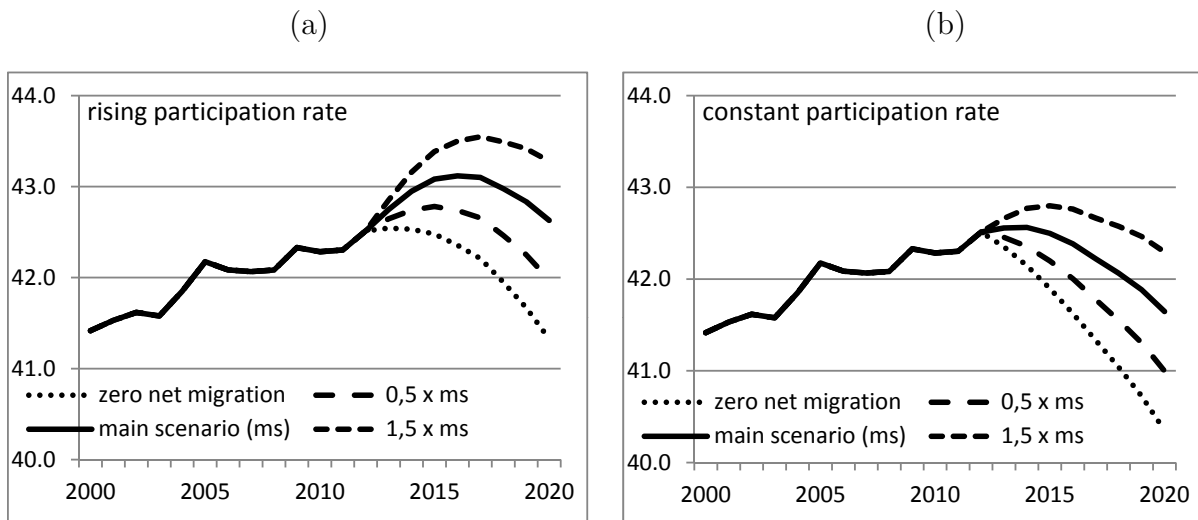 (a)
(b)
44.0
rising participation rate
43.0
42.0
41.0
zero net migration
0,5 x ms
main scenario (ms)
1,5 x ms
40.0
2000 2005 2010 2015 2020
44.0
constant participation rate
43.0
42.0
41.0
zero net migration
0,5 x ms
main scenario (ms)
1,5 x ms
40.0
2000 2005 2010 2015 2020